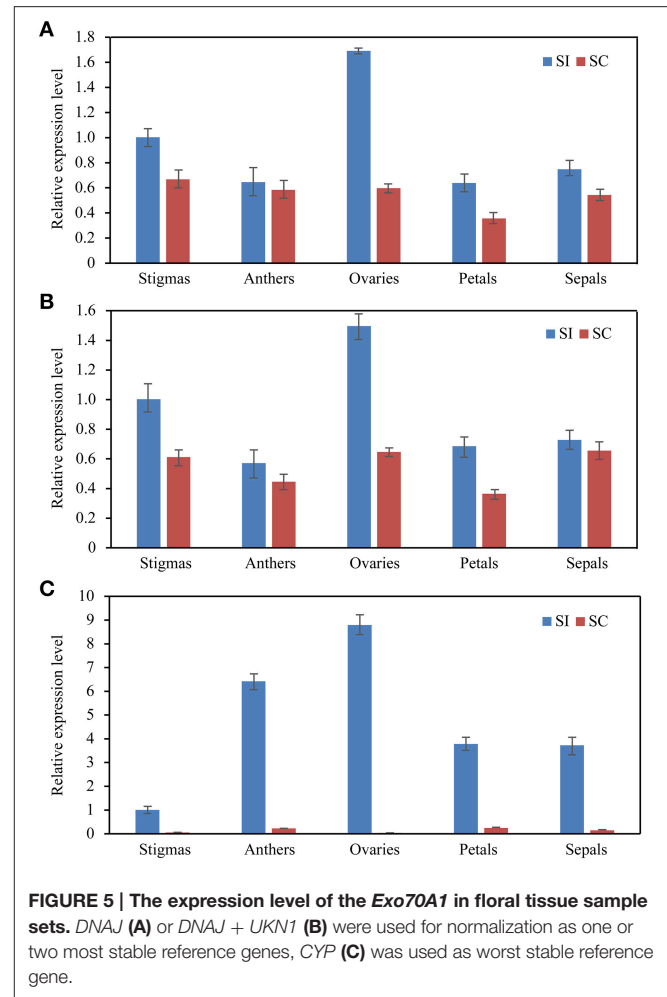 A
1.8
1.6
1.4
1.2
1.0
0.8
0.6
0.4
0.2
0
Relative expression level
SI SC
Stigmas Anthers Ovaries Petals Sepals
B
1.6
1.4
1.2
1.0
0.8
0.6
0.4
0.2
0
Relative expression level
SI SC
Stigmas Anthers Ovaries Petals Sepals
C
10
9
8
7
6
5
4
3
2
1
0
Relative expression level
SI SC
Stigmas Anthers Ovaries Petals Sepals
FIGURE 5 | The expression level of the Exo70A1 in floral tissue sample
sets. DNAJ (A) or DNAJ + UKN1 (B) were used for normalization as one or
two most stable reference genes, CYP (C) was used as worst stable reference
gene.